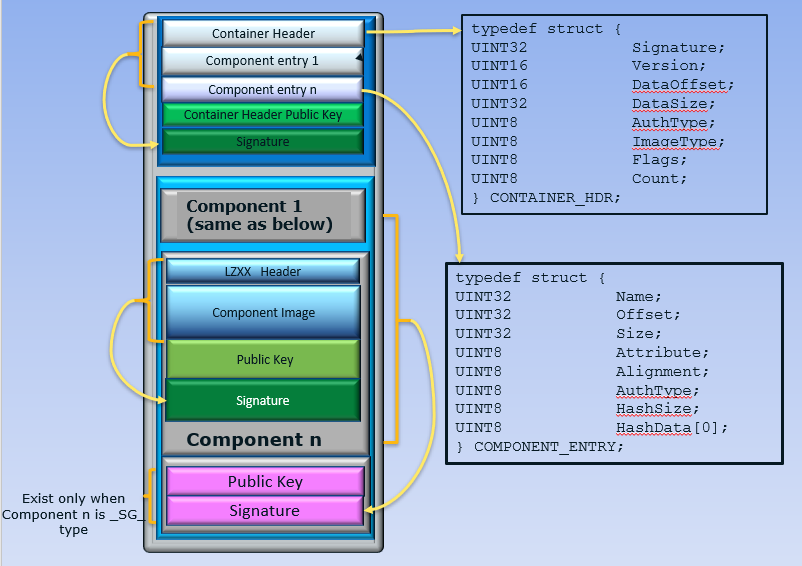 Container Header
Component entry 1
Component entry n
Container Header Public Key
Signature
Component 1
(same as below)
LZXX Header
Component Image
Public Key
Signature
Component n
Public Key
Signature
Exist only when
Component n is _SG_
type
typedef struct {
UINT32 Signature;
UINT16 Version;
UINT16 DataOffset;
UINT32 DataSize;
UINT8 AuthType;
UINT8 ImageType;
UINT8 Flags;
UINT8 Count;
} CONTAINER_HDR;
typedef struct {
UINT32 Name;
UINT32 Offset;
UINT32 Size;
UINT8 Attribute;
UINT8 Alignment;
UINT8 AuthType;
UINT8 HashSize;
UINT8 HashData[0];
} COMPONENT_ENTRY;